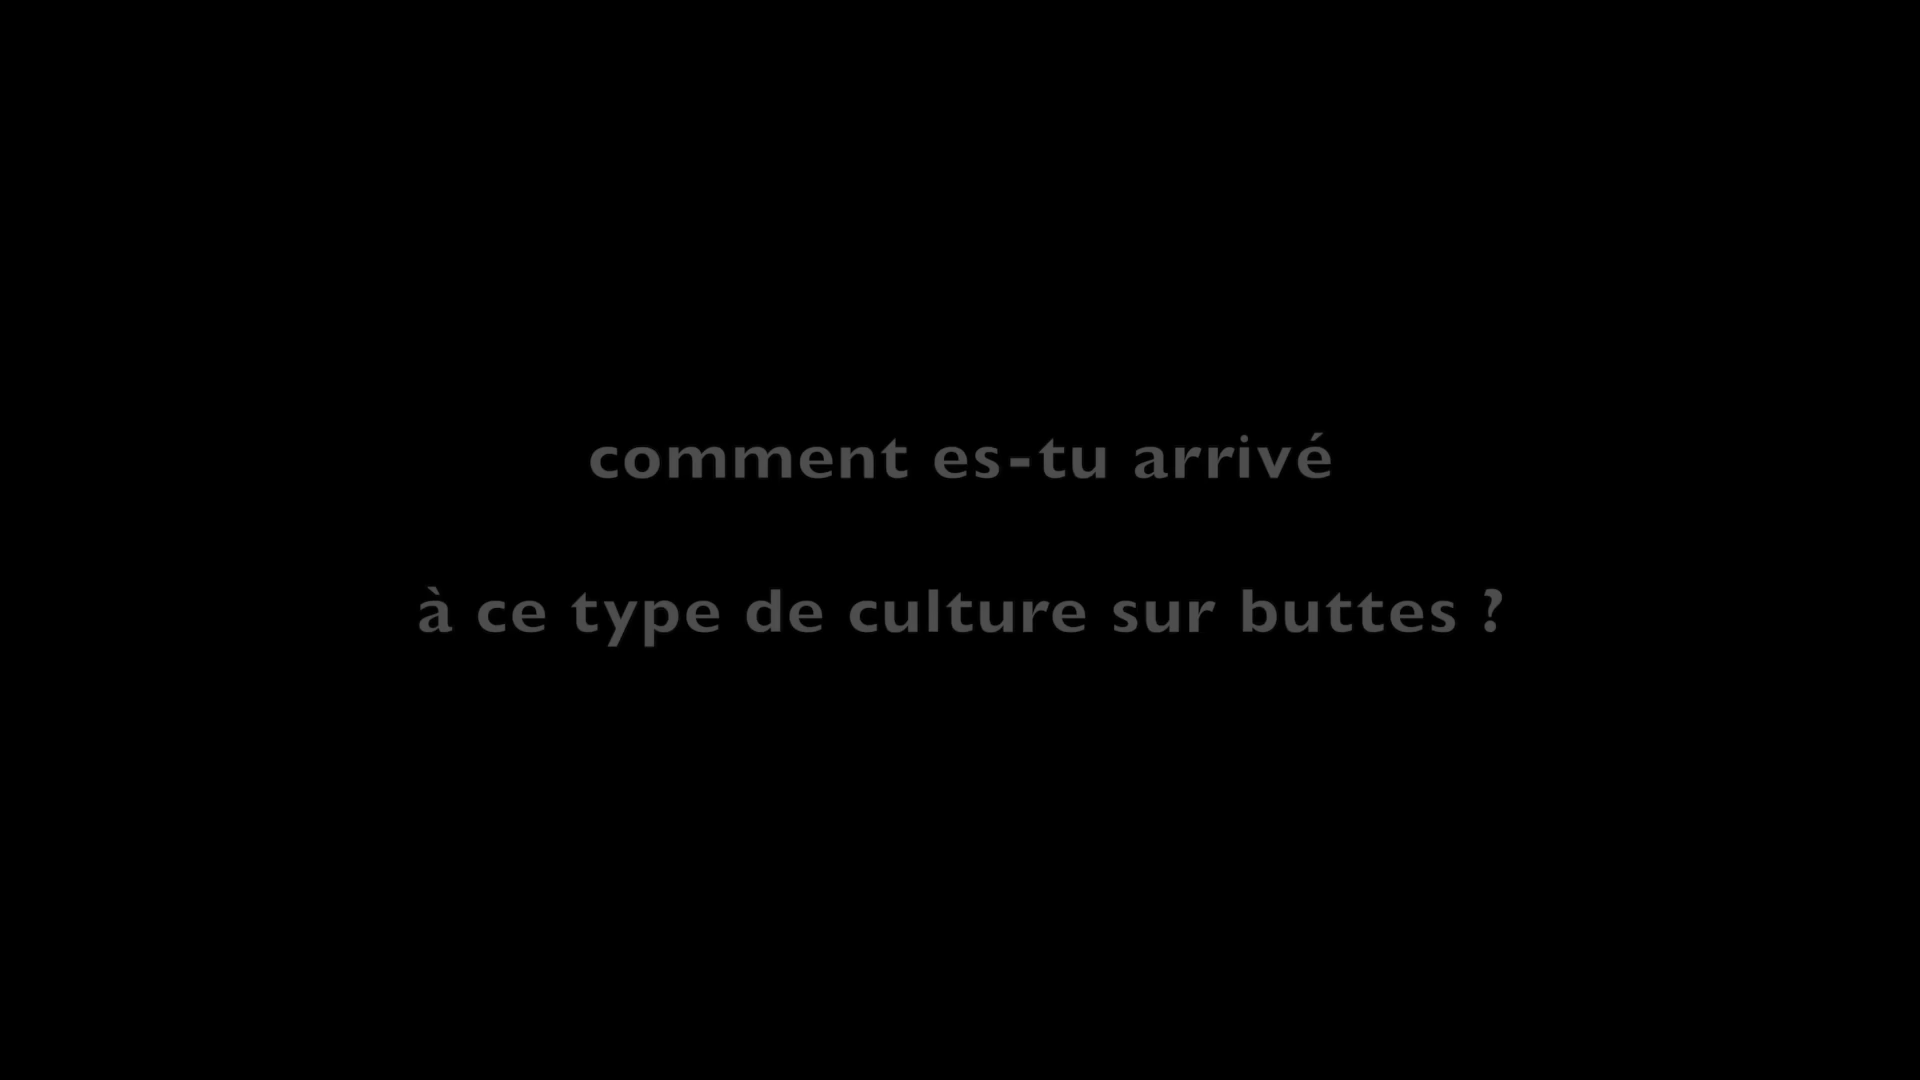 comment es-tu arrivé
à ce type de culture sur buttes ?